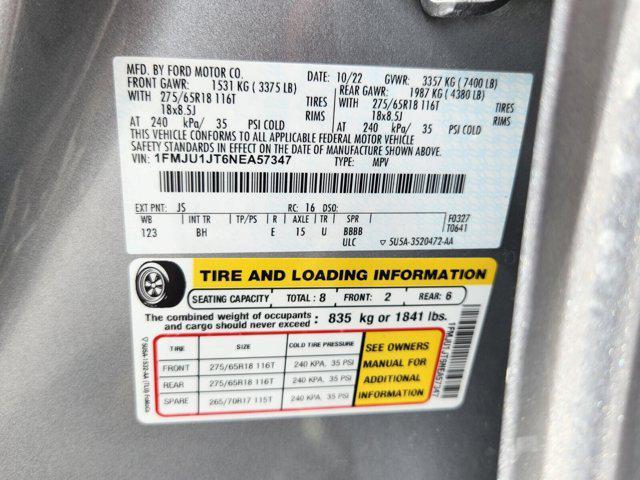 MFD. BY FORD MOTOR CO.
DATE: 10/22 GVWR: 3357 KG ( 7400 LB)
FRONT GAWR: 1531 KG ( 3375 LB) REAR GAWR: 1987 KG ( 4380 LB)
WITH 275/65R18 116T TIRES WITH 275/65R18 116T TIRES
18x8.5J RIMS 18x8.5J RIMS
AT 240 kPa/ 35 PSI COLD AT 240 kPa/ 35 PSI COLD
THIS VEHICLE CONFORMS TO ALL APPLICABLE FEDERAL MOTOR VEHICLE
SAFETY STANDARDS IN EFFECT ON THE DATE OF MANUFACTURE SHOWN ABOVE.
VIN: 1FMJU1JT6NEA57347 TYPE: MPV
EXT PNT: JS RC: 16 DSO: F0327
WB INT TR TP/PS R AXLE TR SPR T0641
123 BH E 15 U BBBB
ULC ▽ 5U5A-3520472-AA
TIRE AND LOADING INFORMATION
SEATING CAPACITY TOTAL : 8 FRONT: 2 REAR: 6
The combined weight of occupants
and cargo should never exceed : 835 kg or 1841 lbs.
TIRE SIZE COLD TIRE PRESSURE
FRONT 275/65R18 116T 240 KPA, 35 PSI
REAR 275/65R18 116T 240 KPA, 35 PSI
SPARE 265/70R17 115T 240 KPA, 35 PSI
SEE OWNERS
MANUAL FOR
ADDITIONAL
INFORMATION